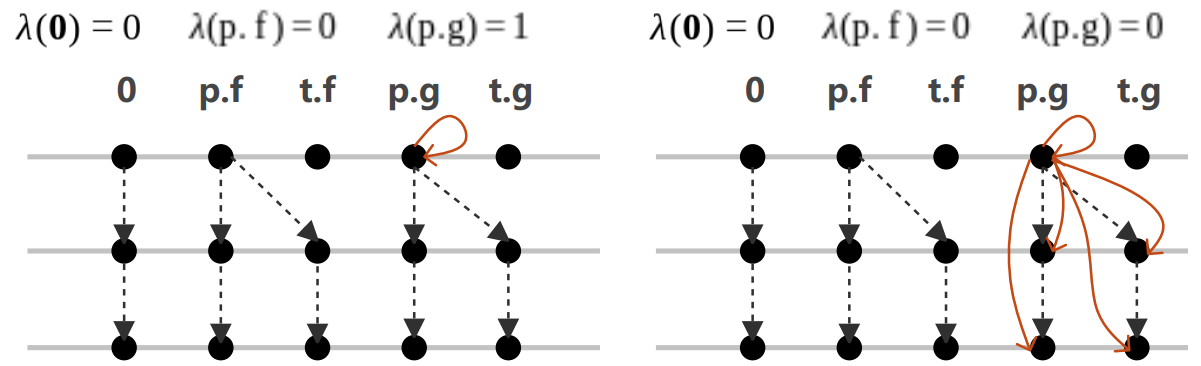 λ(0) = 0 λ(p.f)=0 λ(p.g)=1 λ(0) = 0 λ(p.f)=0 λ(p.g)=0
0 p.f t.f p.g t.g 0 p.f t.f p.g t.g